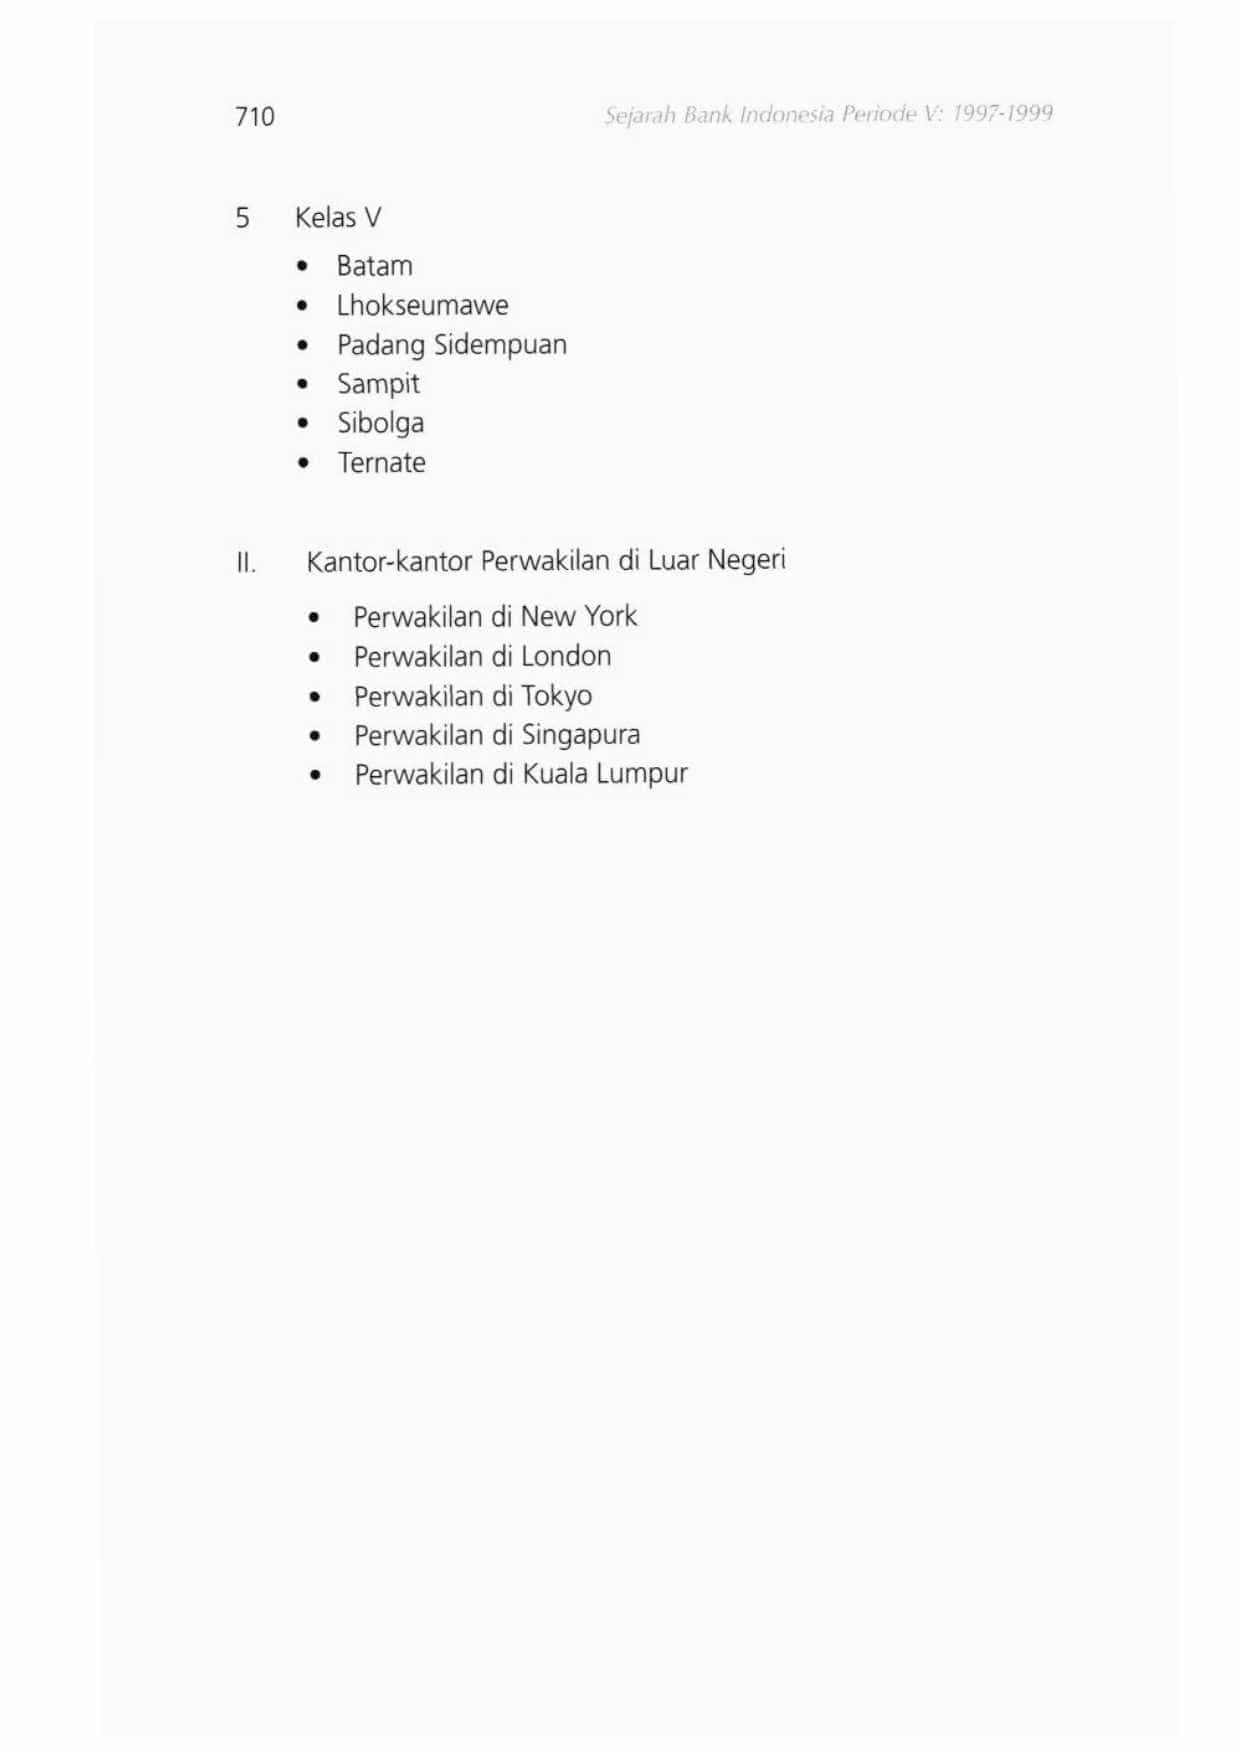 710 Sejarah Bank Indonesia Periode V: 1997-1999
5 Kelas V
• Batam
• Lhokseumawe
• Padang Sidempuan
• Sampit
• Sibolga
• Ternate
II. Kantor-kantor Perwakilan di Luar Negeri
• Perwakilan di New York
• Perwakilan di London
• Perwakilan di Tokyo
• Perwakilan di Singapura
• Perwakilan di Kuala Lumpur